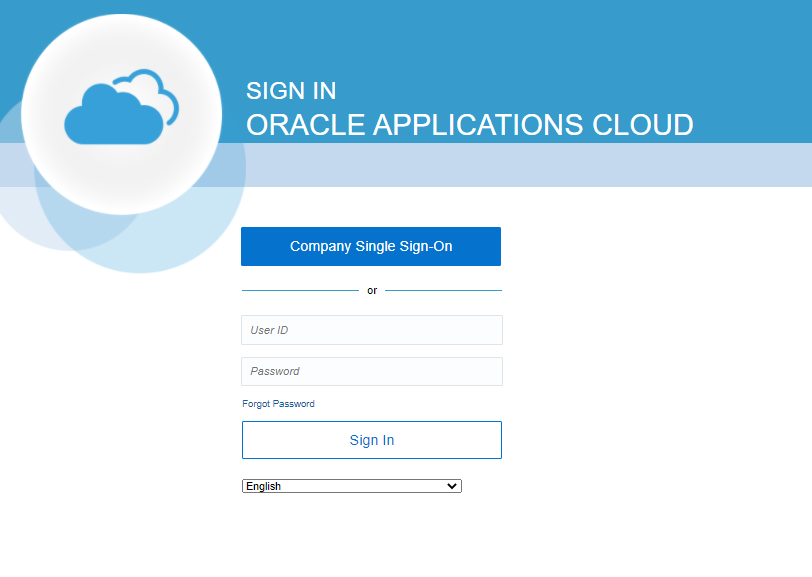 SIGN IN
ORACLE APPLICATIONS CLOUD
Company Single Sign-On
or
User ID
Password
Forgot Password
Sign In
English